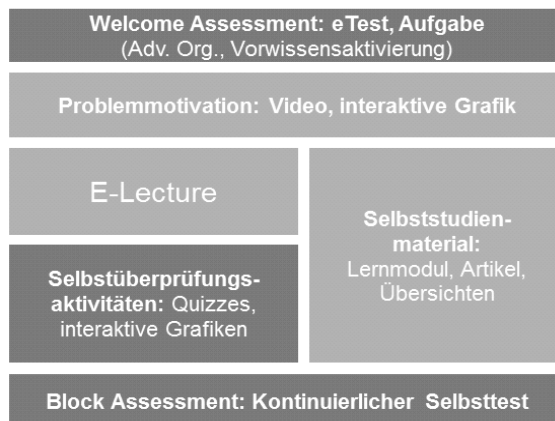 Welcome Assessment: eTest, Aufgabe
(Adv. Org., Vorwissensaktivierung)
Problemmotivation: Video, interaktive Grafik
E-Lecture
Selbstüberprüfungs-
aktivitäten: Quizzes,
interaktive Grafiken
Selbststudien-
material:
Lernmodul, Artikel,
Übersichten
Block Assessment: Kontinuierlicher Selbsttest